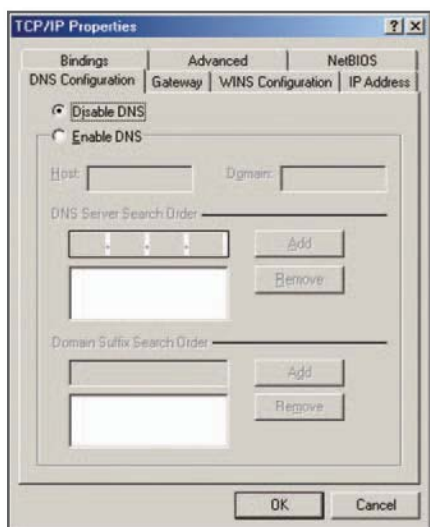 TCP/IP Properties
Bindings Advanced NetBIOS
DNS Configuration Gateway WINS Configuration IP Address
Disable DNS
Enable DNS
Host: Domain:
DNS Server Search Order
Add
Remove
Domain Suffix Search Order
Add
Remove
OK Cancel